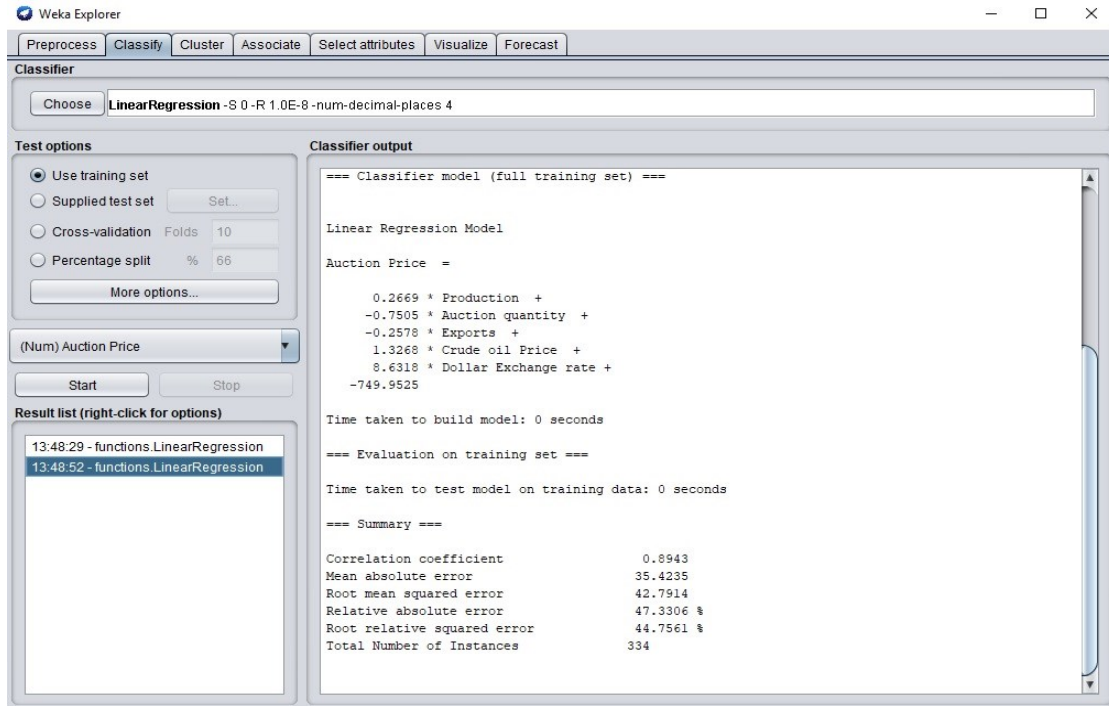 Weka Explorer
Preprocess Classify Cluster Associate Select attributes Visualize Forecast
Classifier
Choose LinearRegression -S 0 -R 1.0E-8 -num-decimal-places 4
Test options
Use training set
Supplied test set Set...
Cross-validation Folds 10
Percentage split % 66
More options...
(Num) Auction Price
Start Stop
Result list (right-click for options)
13:48:29 - functions.LinearRegression
13:48:52 - functions.LinearRegression
Classifier output
=== Classifier model (full training set) ===
Linear Regression Model
Auction Price =
0.2669 * Production +
-0.7505 * Auction quantity +
-0.2578 * Exports +
1.3268 * Crude oil Price +
8.6318 * Dollar Exchange rate +
-749.9525
Time taken to build model: 0 seconds
=== Evaluation on training set ===
Time taken to test model on training data: 0 seconds
=== Summary ===
Correlation coefficient 0.8943
Mean absolute error 35.4235
Root mean squared error 42.7914
Relative absolute error 47.3306 %
Root relative squared error 44.7561 %
Total Number of Instances 334